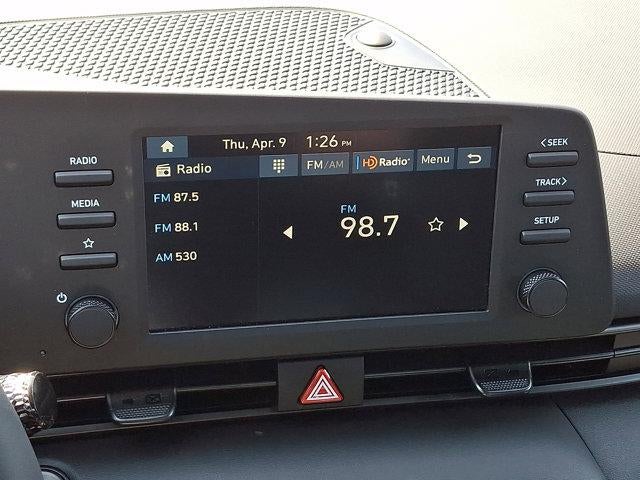 Thu, Apr. 9 1:26 PM
Radio FM/AM HD Radio Menu
FM 87.5
FM 88.1
AM 530
FM
98.7
RADIO
MEDIA
< SEEK
TRACK >
SETUP